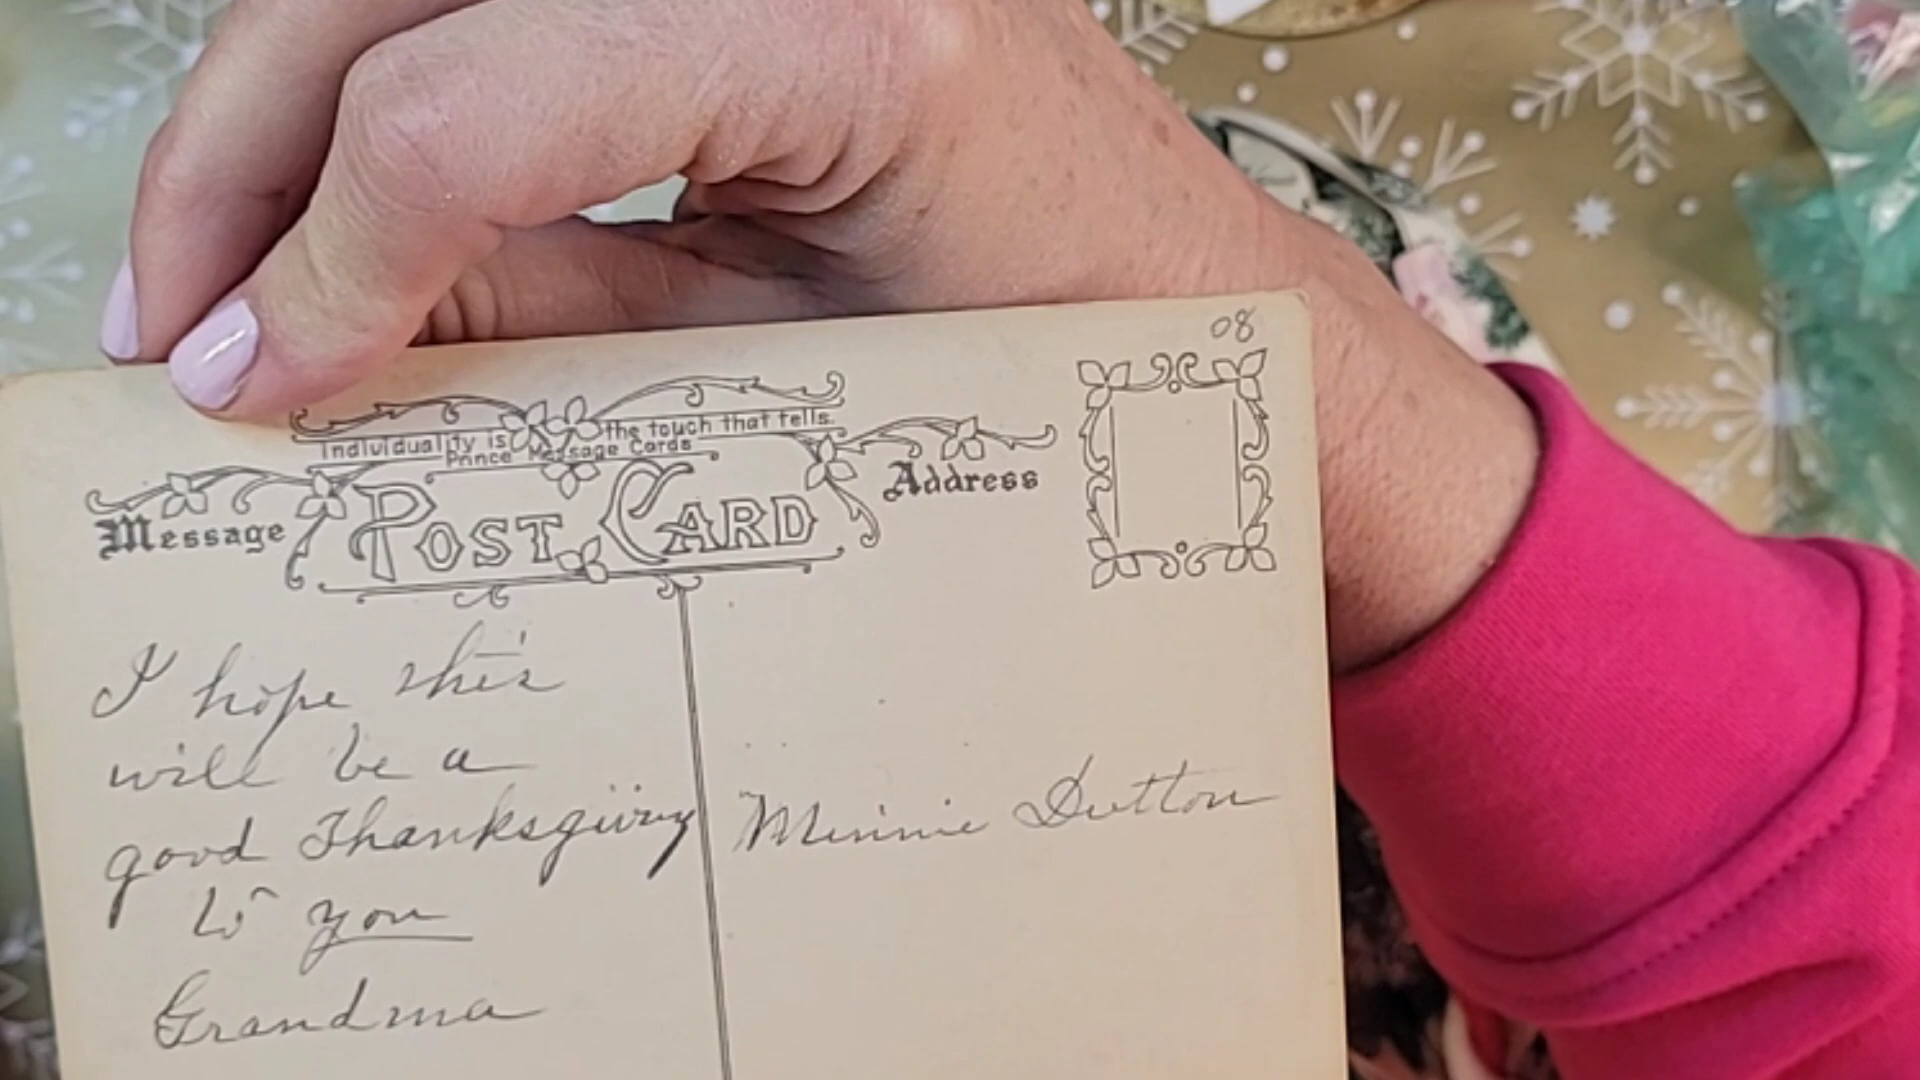 08
Individuality is the touch that tells.
Prince Message Cards
Message
POST CARD
Address
I hope this
will be a
good Thanksgiving
to you
Grandma
Minnie Dutton